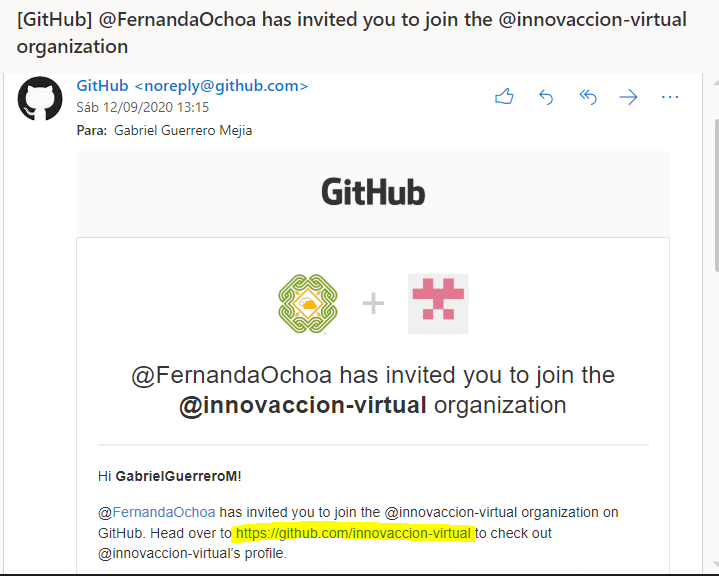 [GitHub] @FernandaOchoa has invited you to join the @innovaccion-virtual
organization
GitHub <noreply@github.com>
Sáb 12/09/2020 13:15
Para: Gabriel Guerrero Mejia
GitHub
@FernandaOchoa has invited you to join the
@innovaccion-virtual organization
Hi GabrielGuerreroM!
@FernandaOchoa has invited you to join the @innovaccion-virtual organization on
GitHub. Head over to https://github.com/innovaccion-virtual to check out
@innovaccion-virtual's profile.